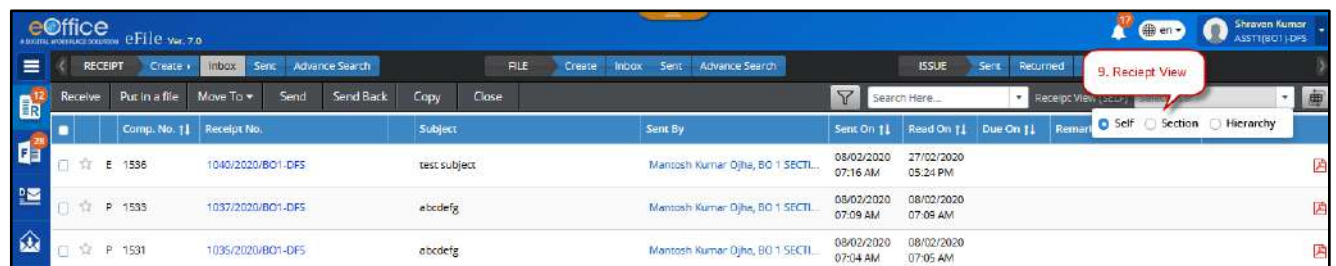 eOffice
A DIGITAL WORKPLACE SOLUTION eFile Ver. 7.0
17 en Shravan Kumar
ASSTT(BO1)-DFS
RECEIPT Create Inbox Sent Advance Search FILE Create Inbox Sent Advance Search ISSUE Sent Returned
9. Reciept View
12 R Receive Put in a file Move To Send Send Back Copy Close Search Here... Receipt View (SELF)
Comp. No. Receipt No. Subject Sent By Sent On Read On Due On Remar
Self Section Hierarchy
28 F
E 1536 1040/2020/BO1-DFS test subject Mantosh Kumar Ojha, BO 1 SECTI... 08/02/2020 27/02/2020
07:16 AM 05:24 PM
D
P 1533 1037/2020/BO1-DFS abcdefg Mantosh Kumar Ojha, BO 1 SECTI... 08/02/2020 08/02/2020
07:09 AM 07:09 AM
P 1531 1035/2020/BO1-DFS abcdefg Mantosh Kumar Ojha, BO 1 SECTI... 08/02/2020 08/02/2020
07:04 AM 07:05 AM